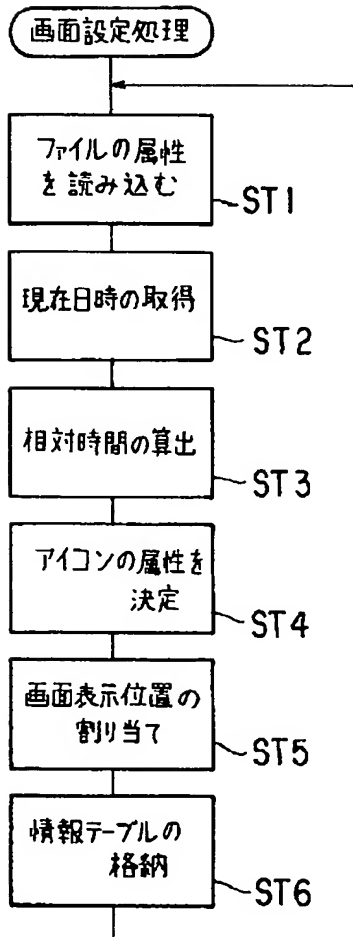 画面設定処理
ファイルの属性
を読み込む
ST1
現在日時の取得
ST2
相対時間の算出
ST3
アイコンの属性を
決定
ST4
画面表示位置の
割り当て
ST5
情報テーブルの
格納
ST6